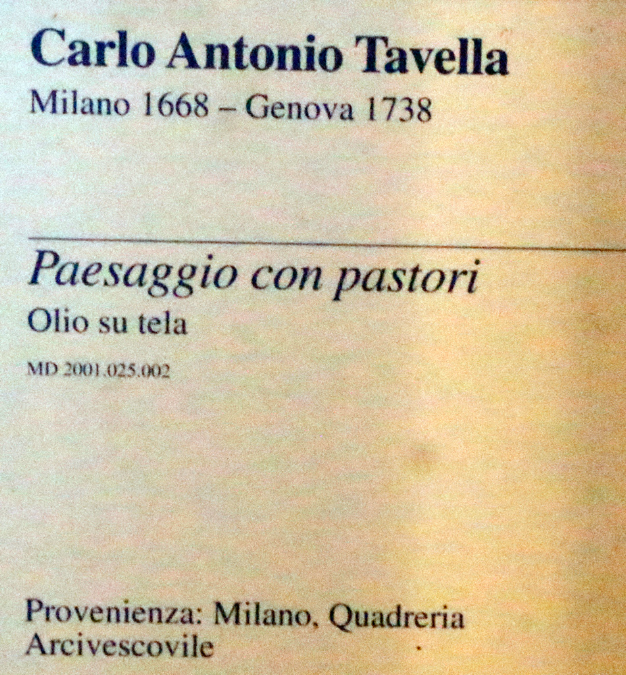 Carlo Antonio Tavella
Milano 1668 – Genova 1738
Paesaggio con pastori
Olio su tela
MD 2001.025.002
Provenienza: Milano, Quadreria
Arcivescovile